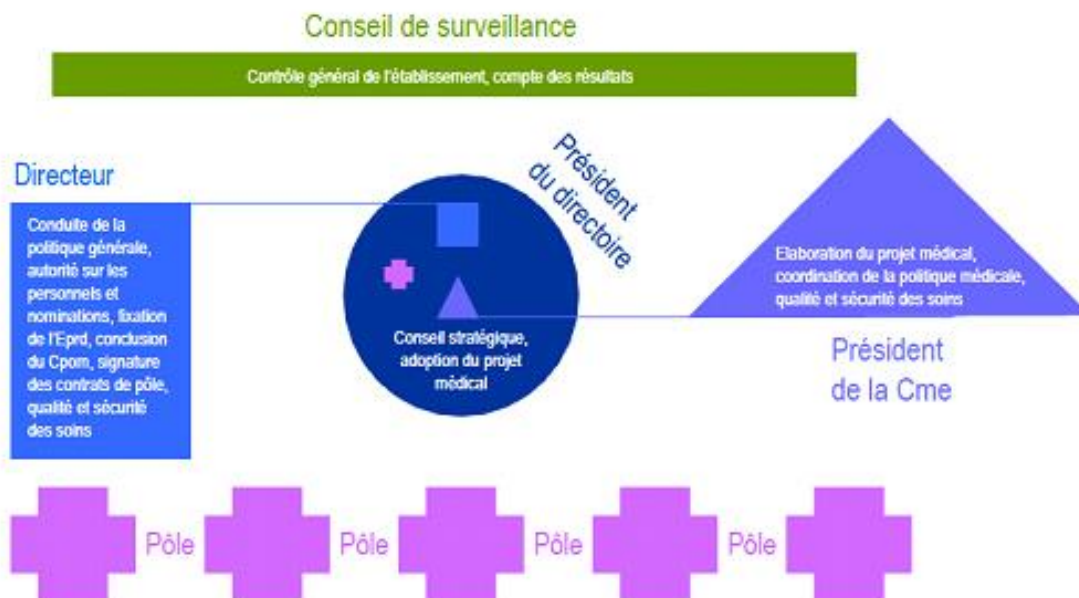 Conseil de surveillance
Contrôle général de l'établissement, compte des résultats
Directeur
Conduite de la
politique générale,
autorité sur les
personnels et
nominations, fixation
de l'Eprd, conclusion
du Cpom, signature
des contrats de pôle,
qualité et sécurité
des soins
Président
du directoire
Conseil stratégique,
adoption du projet
médical
Elaboration du projet médical,
coordination de la politique médicale,
qualité et sécurité des soins
Président
de la Cme
Pôle
Pôle
Pôle
Pôle